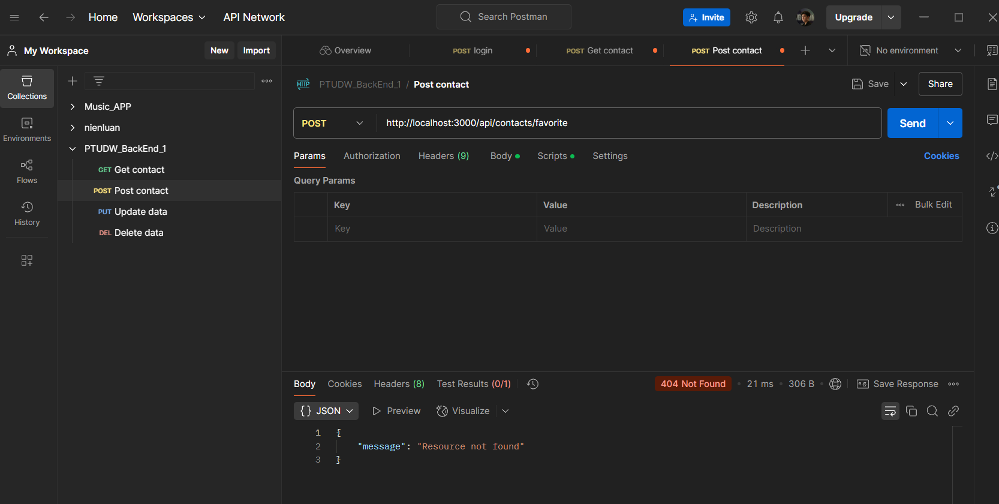 Home Workspaces API Network Search Postman Invite Upgrade
My Workspace New Import Overview POST login POST Get contact POST Post contact No environment
Collections
Environments
Flows
History
Music_APP
nienluan
PTUDW_BackEnd_1
GET Get contact
POST Post contact
PUT Update data
DEL Delete data
HTTP PTUDW_BackEnd_1 / Post contact Save Share
POST http://localhost:3000/api/contacts/favorite Send
Params Authorization Headers (9) Body Scripts Settings Cookies
Query Params
Key Value Description Bulk Edit
Key Value Description
Body Cookies Headers (8) Test Results (0/1) 404 Not Found 21 ms 306 B e.g. Save Response
{} JSON Preview Visualize
1 {
2 "message": "Resource not found"
3 }